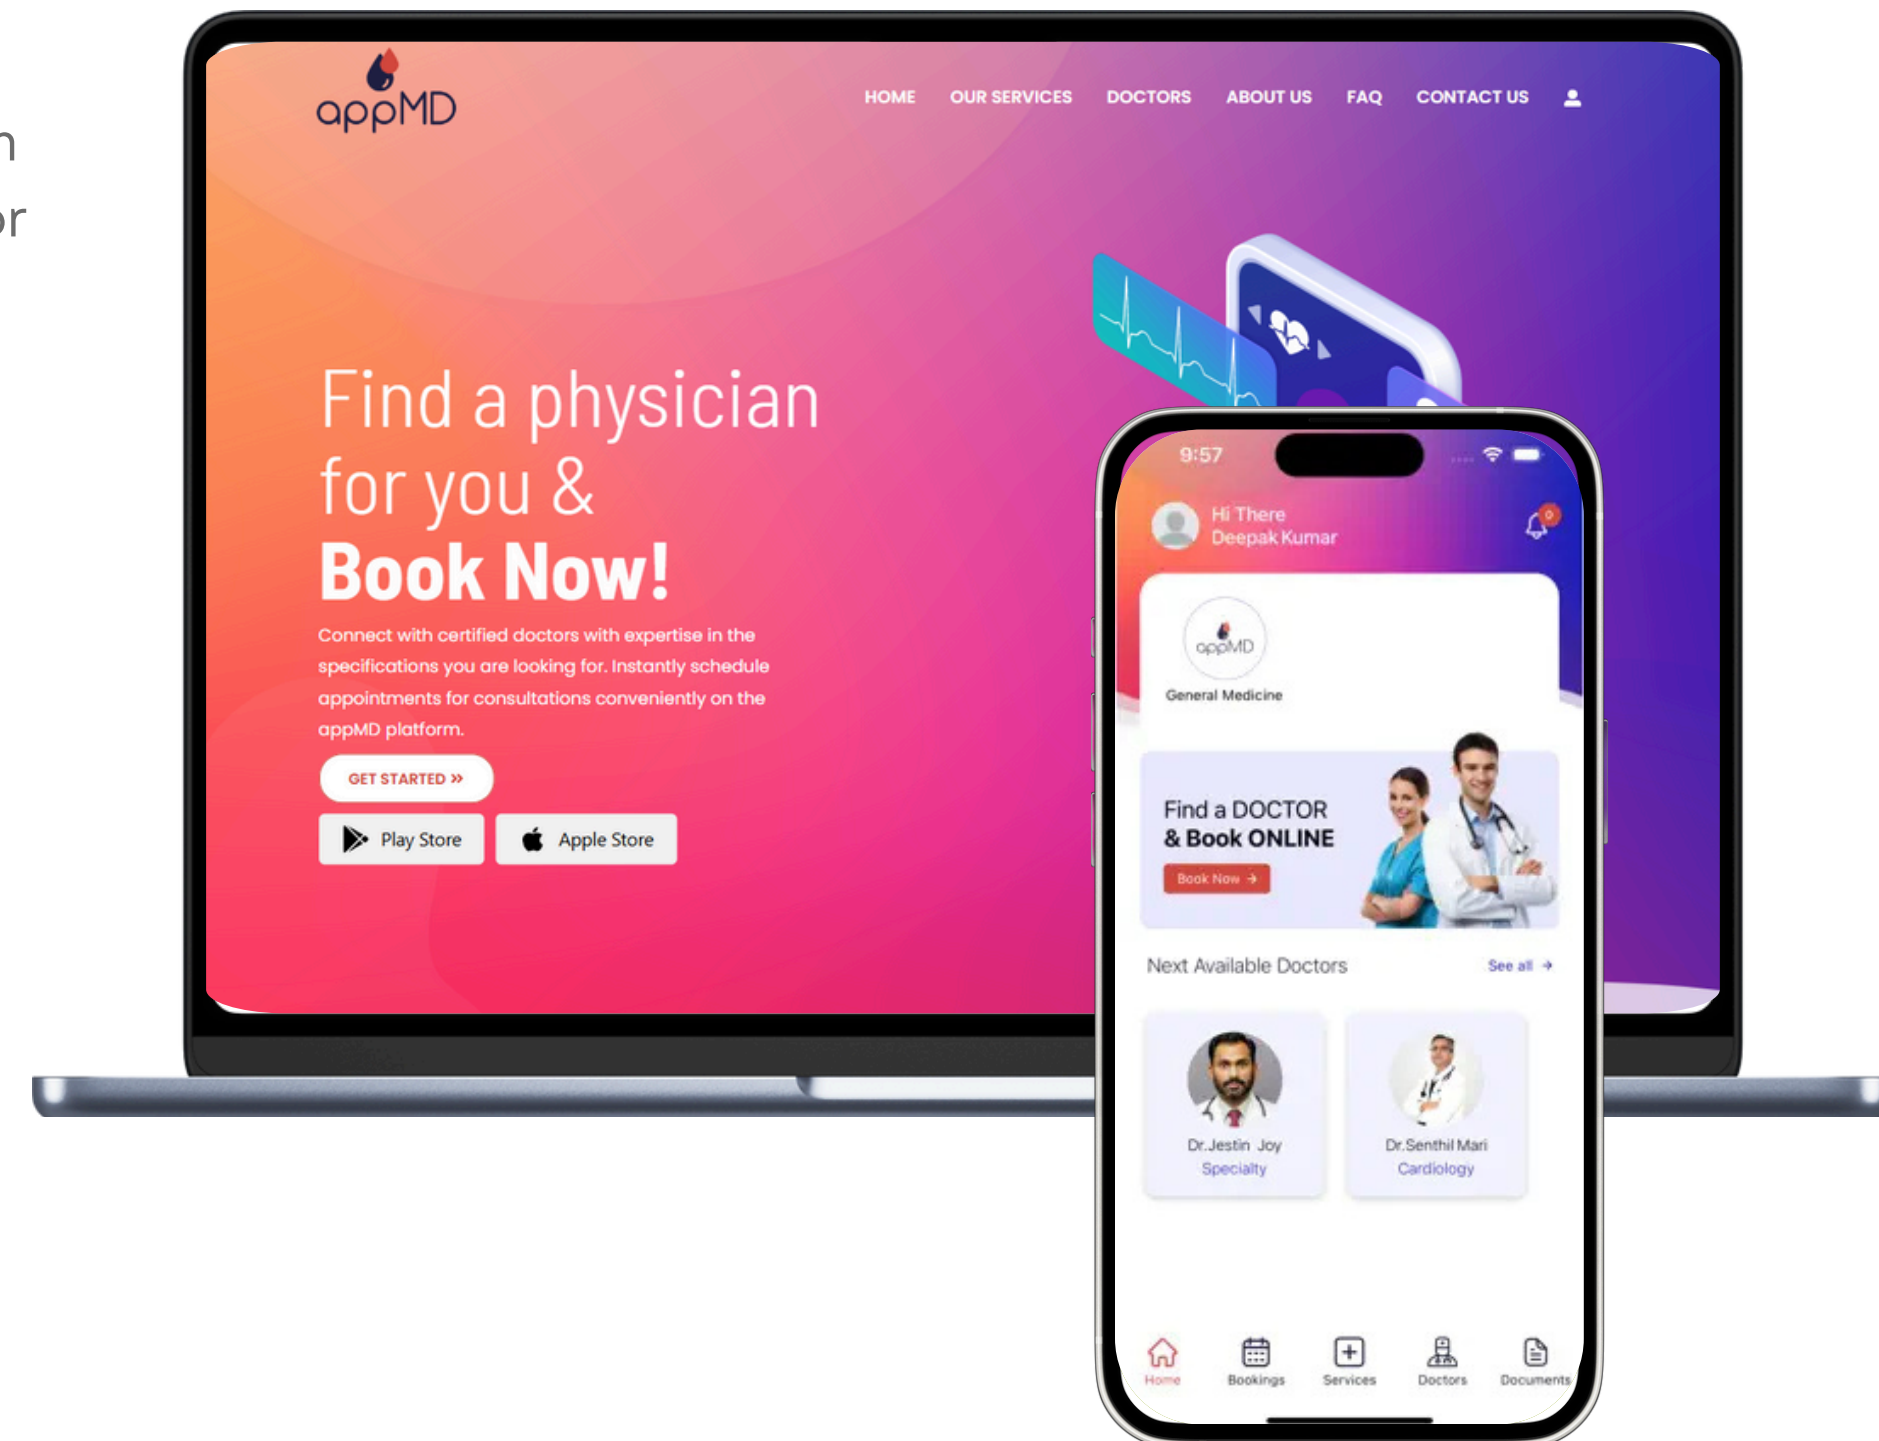 appMD
HOME OUR SERVICES DOCTORS ABOUT US FAQ CONTACT US
Find a physician
for you &
Book Now!
Connect with certified doctors with expertise in the
specifications you are looking for. Instantly schedule
appointments for consultations conveniently on the
appMD platform.
GET STARTED »
Play Store
Apple Store
9:57
Hi There
Deepak Kumar
0
appMD
General Medicine
Find a DOCTOR
& Book ONLINE
Book Now →
Next Available Doctors
See all →
Dr.Jestin Joy
Specialty
Dr.Senthil Mari
Cardiology
Home
Bookings
Services
Doctors
Documents